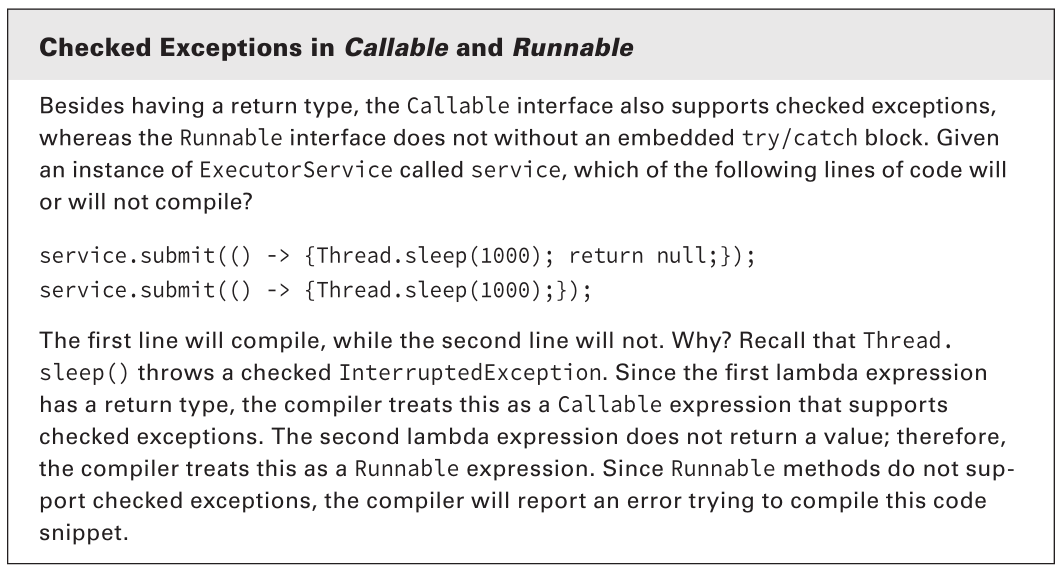 Checked Exceptions in Callable and Runnable
Besides having a return type, the Callable interface also supports checked exceptions,
whereas the Runnable interface does not without an embedded try/catch block. Given
an instance of ExecutorService called service, which of the following lines of code will
or will not compile?
service.submit(() -> {Thread.sleep(1000); return null;});
service.submit(() -> {Thread.sleep(1000);});
The first line will compile, while the second line will not. Why? Recall that Thread.
sleep() throws a checked InterruptedException. Since the first lambda expression
has a return type, the compiler treats this as a Callable expression that supports
checked exceptions. The second lambda expression does not return a value; therefore,
the compiler treats this as a Runnable expression. Since Runnable methods do not sup-
port checked exceptions, the compiler will report an error trying to compile this code
snippet.